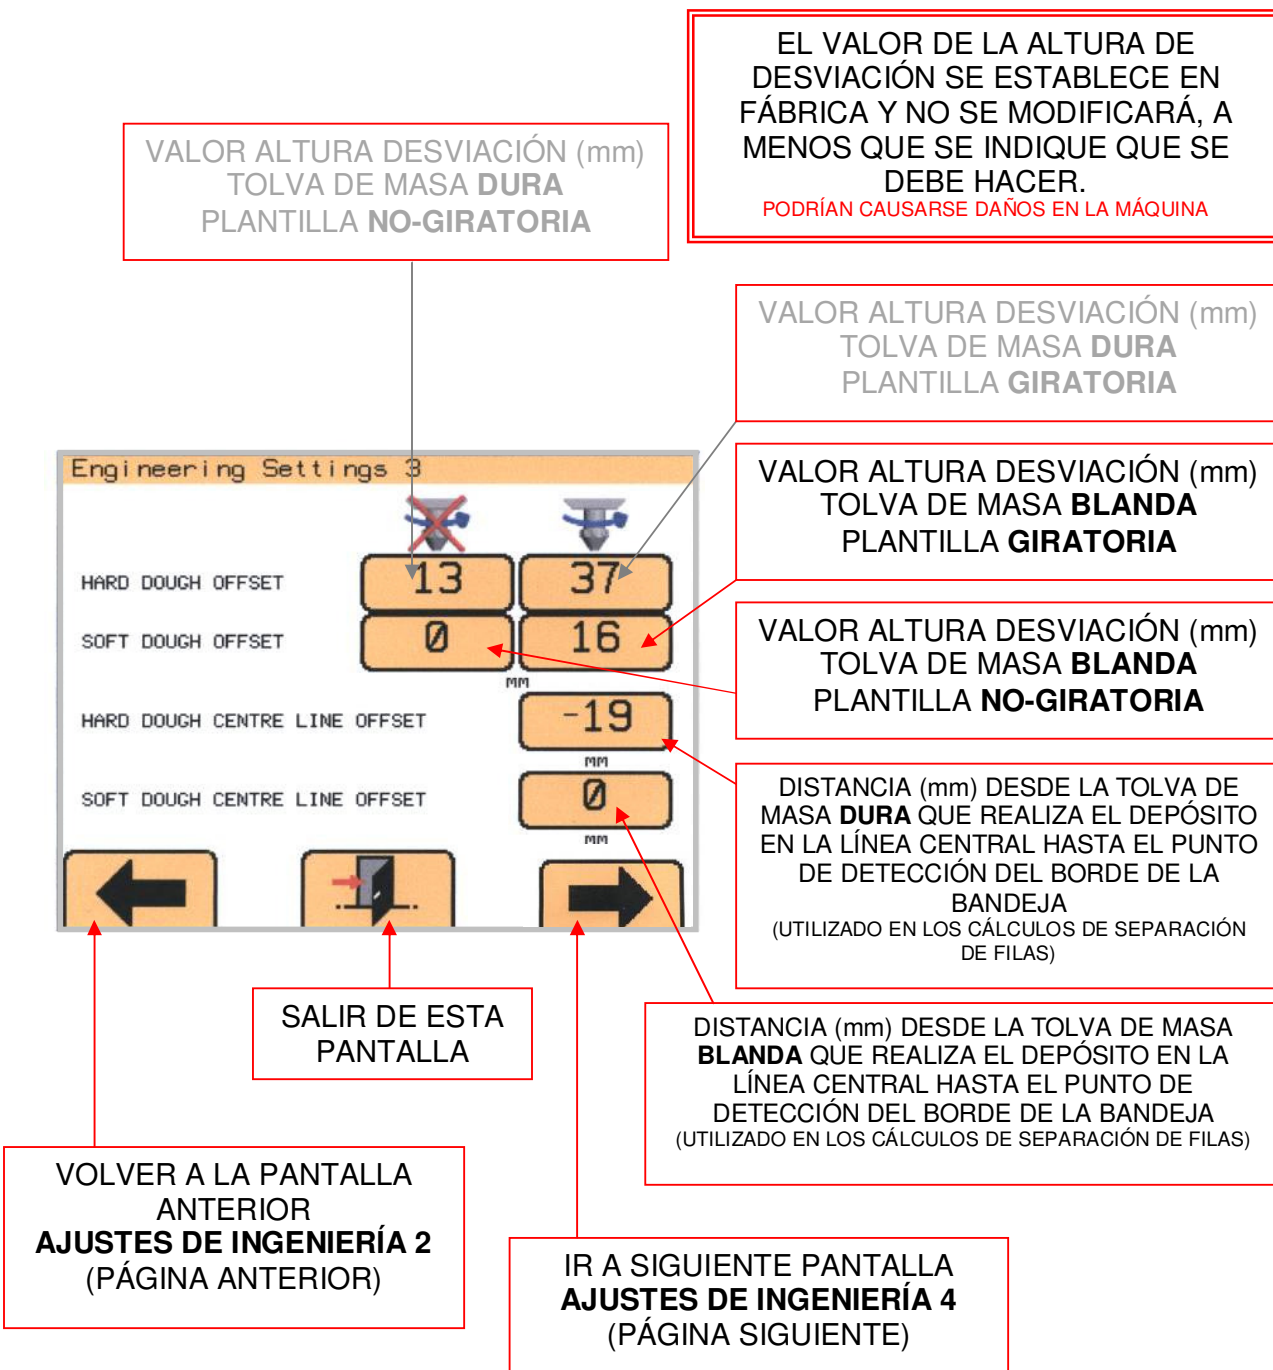 EL VALOR DE LA ALTURA DE
DESVIACIÓN SE ESTABLECE EN
FÁBRICA Y NO SE MODIFICARÁ, A
MENOS QUE SE INDIQUE QUE SE
DEBE HACER.
PODRÍAN CAUSARSE DAÑOS EN LA MÁQUINA
VALOR ALTURA DESVIACIÓN (mm)
TOLVA DE MASA DURA
PLANTILLA NO-GIRATORIA
VALOR ALTURA DESVIACIÓN (mm)
TOLVA DE MASA DURA
PLANTILLA GIRATORIA
VALOR ALTURA DESVIACIÓN (mm)
TOLVA DE MASA BLANDA
PLANTILLA GIRATORIA
VALOR ALTURA DESVIACIÓN (mm)
TOLVA DE MASA BLANDA
PLANTILLA NO-GIRATORIA
Engineering Settings 3
HARD DOUGH OFFSET 13 37
SOFT DOUGH OFFSET 0 16
MM
HARD DOUGH CENTRE LINE OFFSET -19
MM
SOFT DOUGH CENTRE LINE OFFSET 0
MM
DISTANCIA (mm) DESDE LA TOLVA DE
MASA DURA QUE REALIZA EL DEPÓSITO
EN LA LÍNEA CENTRAL HASTA EL PUNTO
DE DETECCIÓN DEL BORDE DE LA
BANDEJA
(UTILIZADO EN LOS CÁLCULOS DE SEPARACIÓN
DE FILAS)
DISTANCIA (mm) DESDE LA TOLVA DE MASA
BLANDA QUE REALIZA EL DEPÓSITO EN LA
LÍNEA CENTRAL HASTA EL PUNTO DE
DETECCIÓN DEL BORDE DE LA BANDEJA
(UTILIZADO EN LOS CÁLCULOS DE SEPARACIÓN DE FILAS)
SALIR DE ESTA
PANTALLA
VOLVER A LA PANTALLA
ANTERIOR
AJUSTES DE INGENIERÍA 2
(PÁGINA ANTERIOR)
IR A SIGUIENTE PANTALLA
AJUSTES DE INGENIERÍA 4
(PÁGINA SIGUIENTE)